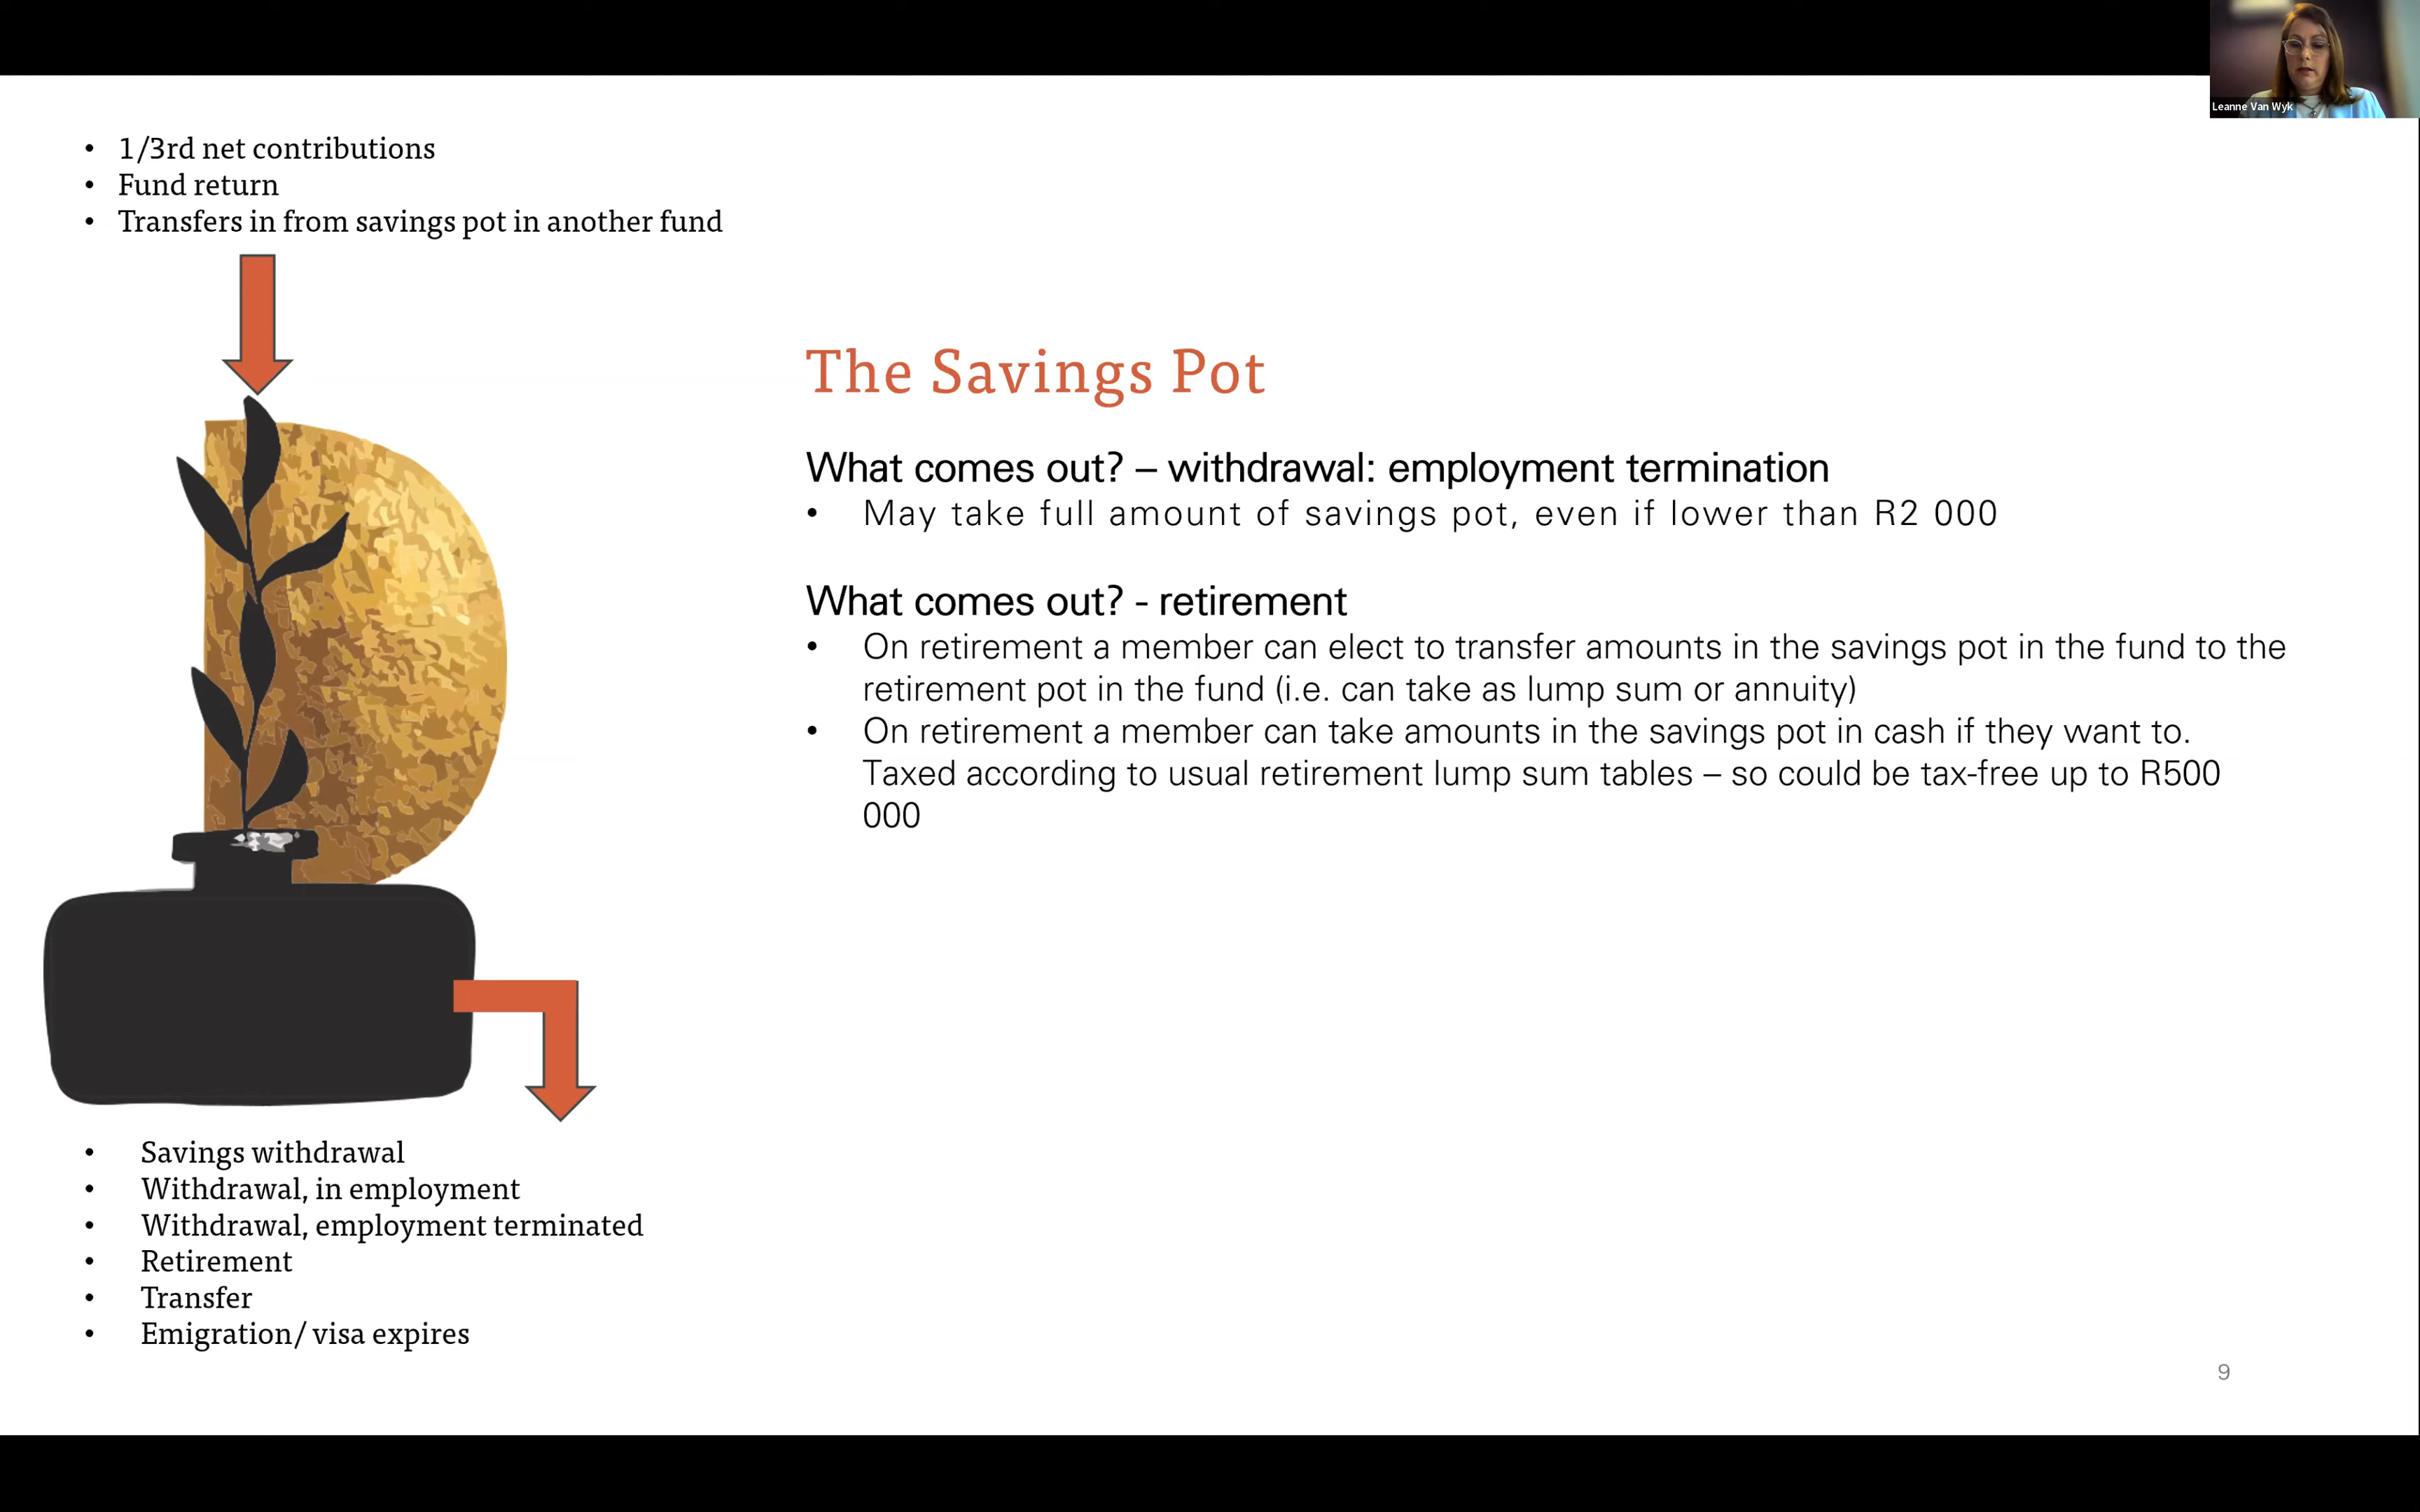 Leanne Van Wyk
• 1/3rd net contributions
• Fund return
• Transfers in from savings pot in another fund
The Savings Pot
What comes out? – withdrawal: employment termination
• May take full amount of savings pot, even if lower than R2 000
What comes out? - retirement
• On retirement a member can elect to transfer amounts in the savings pot in the fund to the
retirement pot in the fund (i.e. can take as lump sum or annuity)
• On retirement a member can take amounts in the savings pot in cash if they want to.
Taxed according to usual retirement lump sum tables – so could be tax-free up to R500
000
• Savings withdrawal
• Withdrawal, in employment
• Withdrawal, employment terminated
• Retirement
• Transfer
• Emigration/ visa expires
9